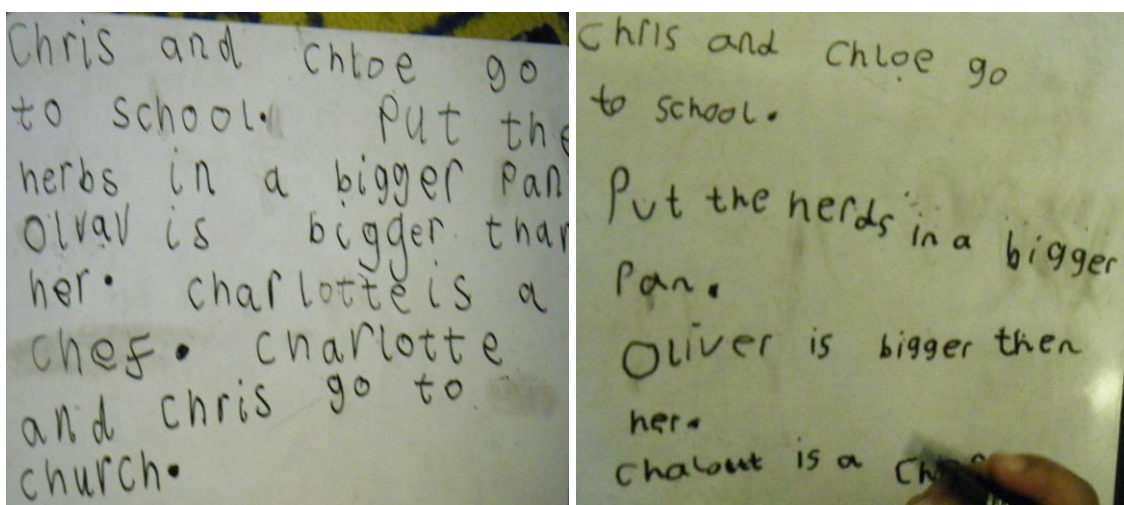 Chris and Chloe go
to school. Put the
herbs in a bigger Pan
Olvav is bigger than
her. charlotte is a
chef. charlotte
and chris go to
church.
Chris and Chloe go
to school.
Put the herds in a bigger
Pan.
Oliver is bigger then
her.
Chalout is a